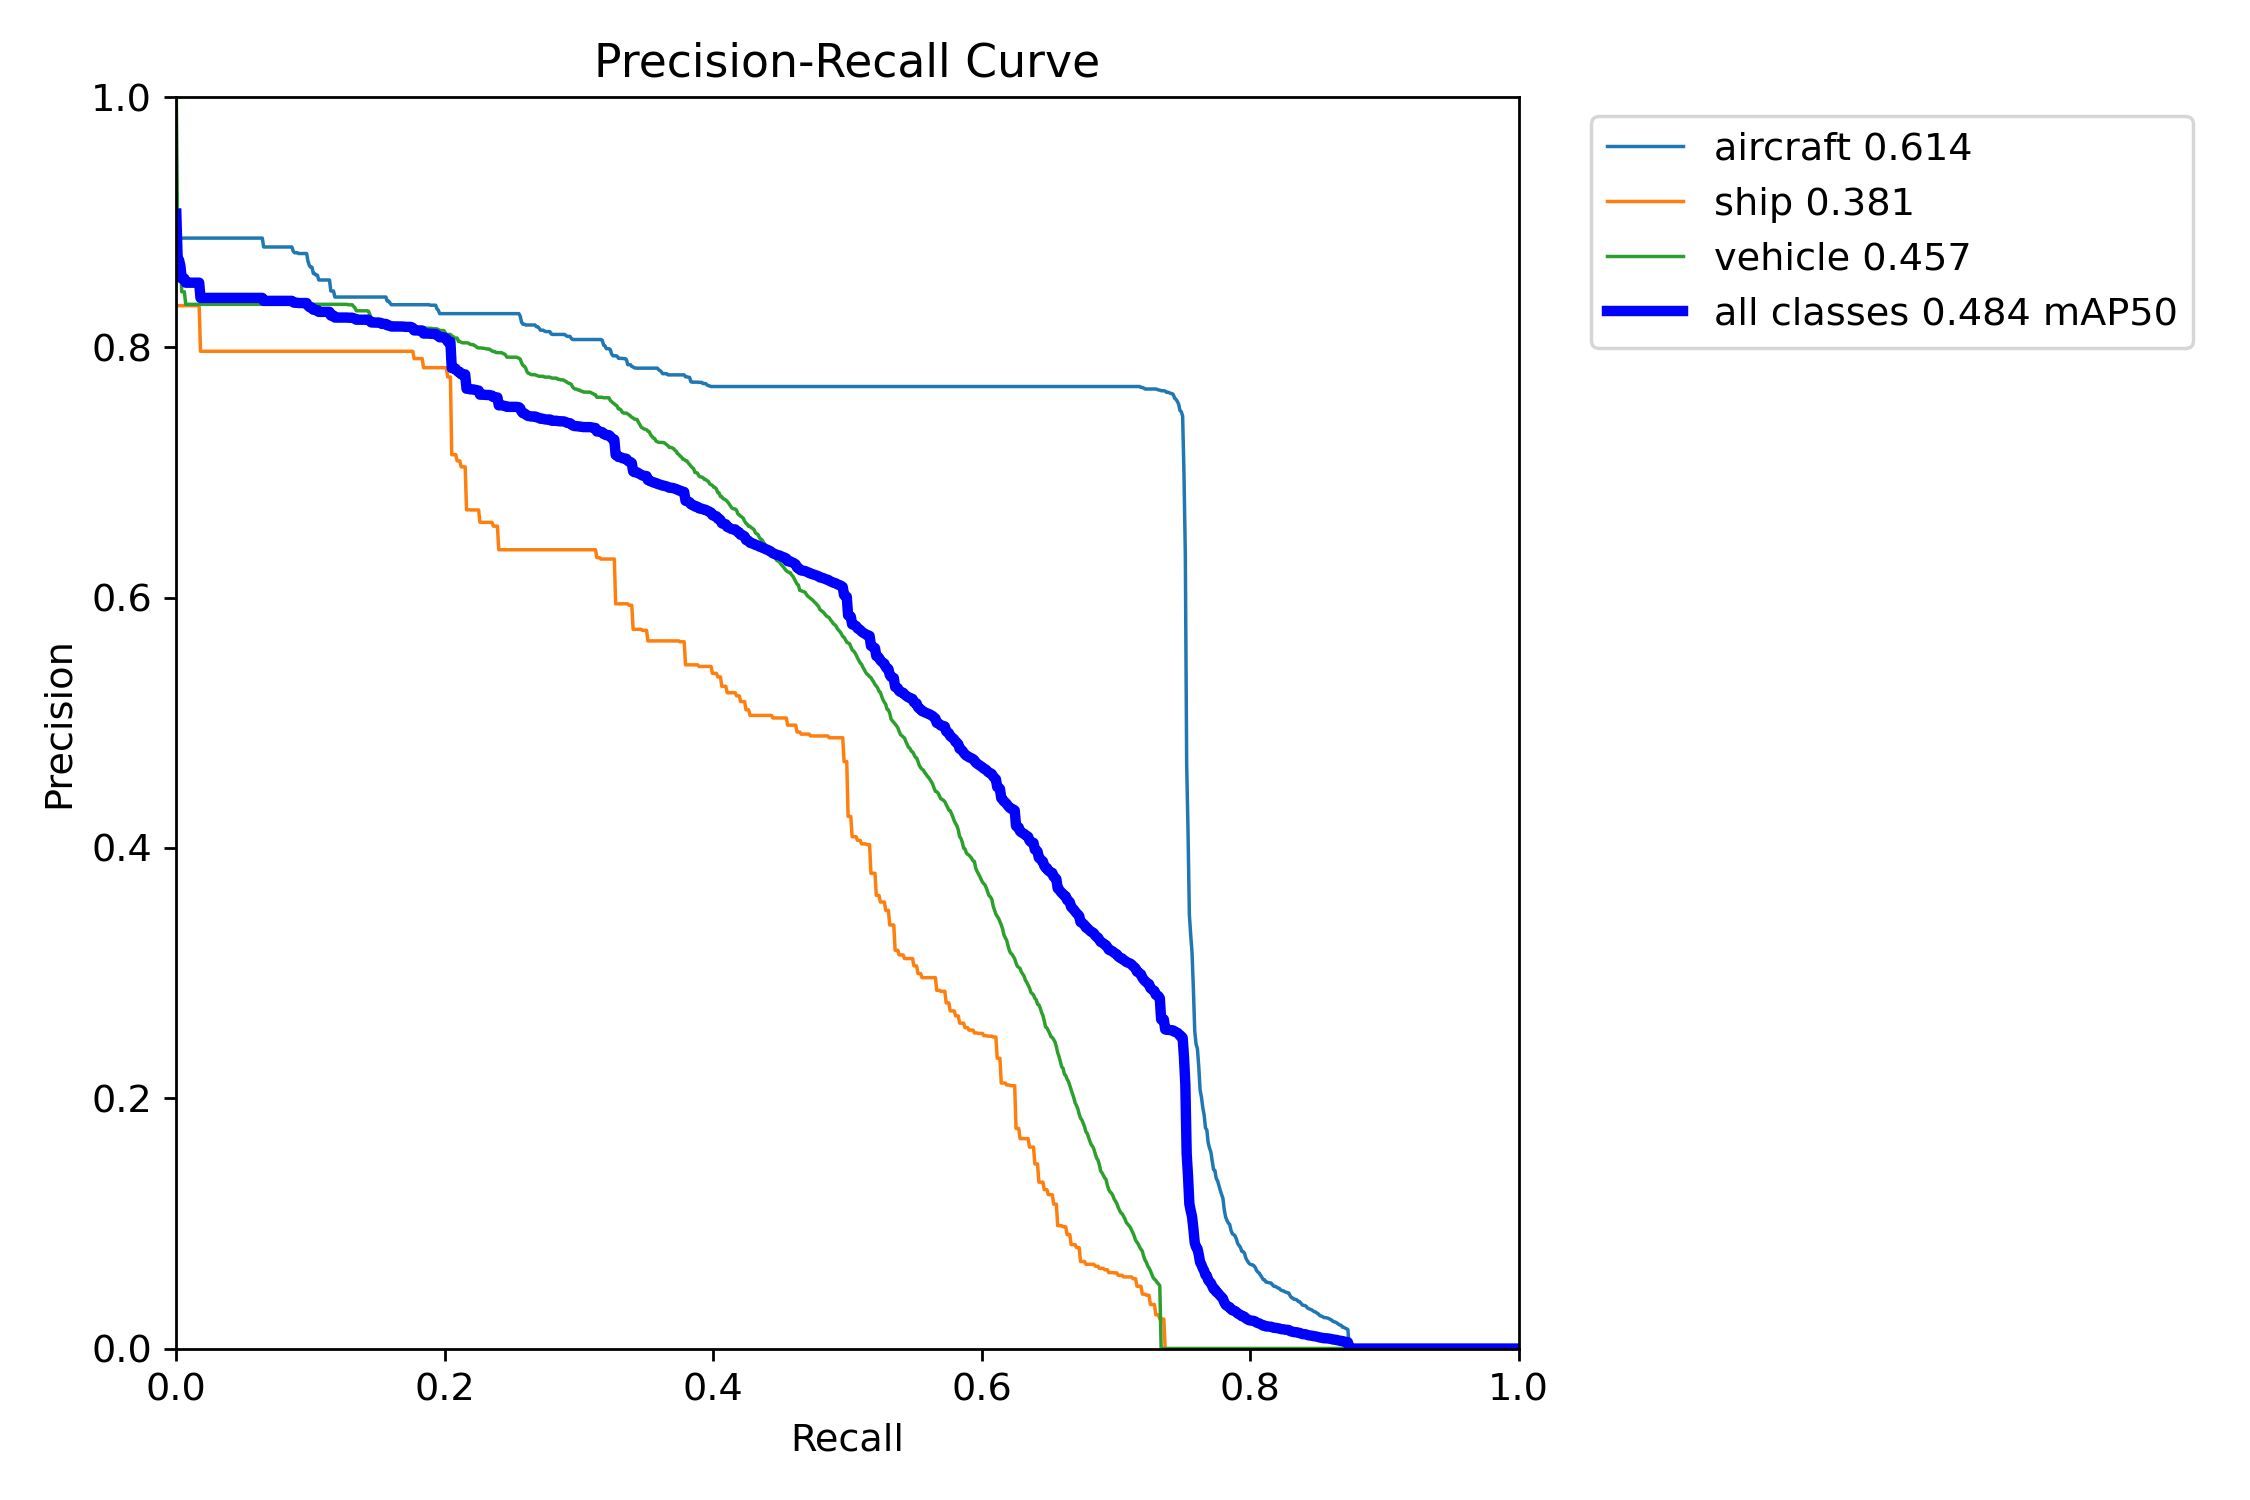 Precision-Recall Curve
aircraft 0.614
ship 0.381
vehicle 0.457
all classes 0.484 mAP50
Precision
1.0
0.8
0.6
0.4
0.2
0.0
0.0 0.2 0.4 0.6 0.8 1.0
Recall